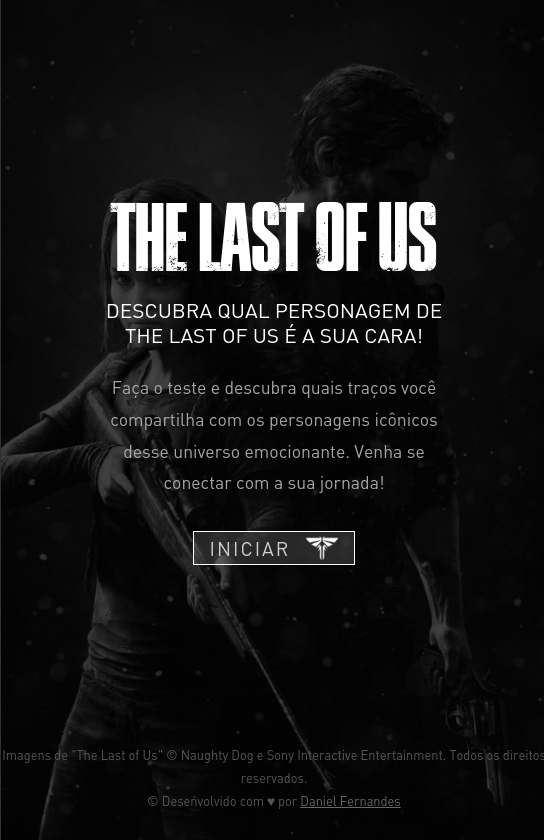 THE LAST OF US
DESCUBRA QUAL PERSONAGEM DE
THE LAST OF US É A SUA CARA!
Faça o teste e descubra quais traços você
compartilha com os personagens icônicos
desse universo emocionante. Venha se
conectar com a sua jornada!
INICIAR
Imagens de "The Last of Us" © Naughty Dog e Sony Interactive Entertainment. Todos os direitos
reservados.
© Desenvolvido com ♥ por Daniel Fernandes